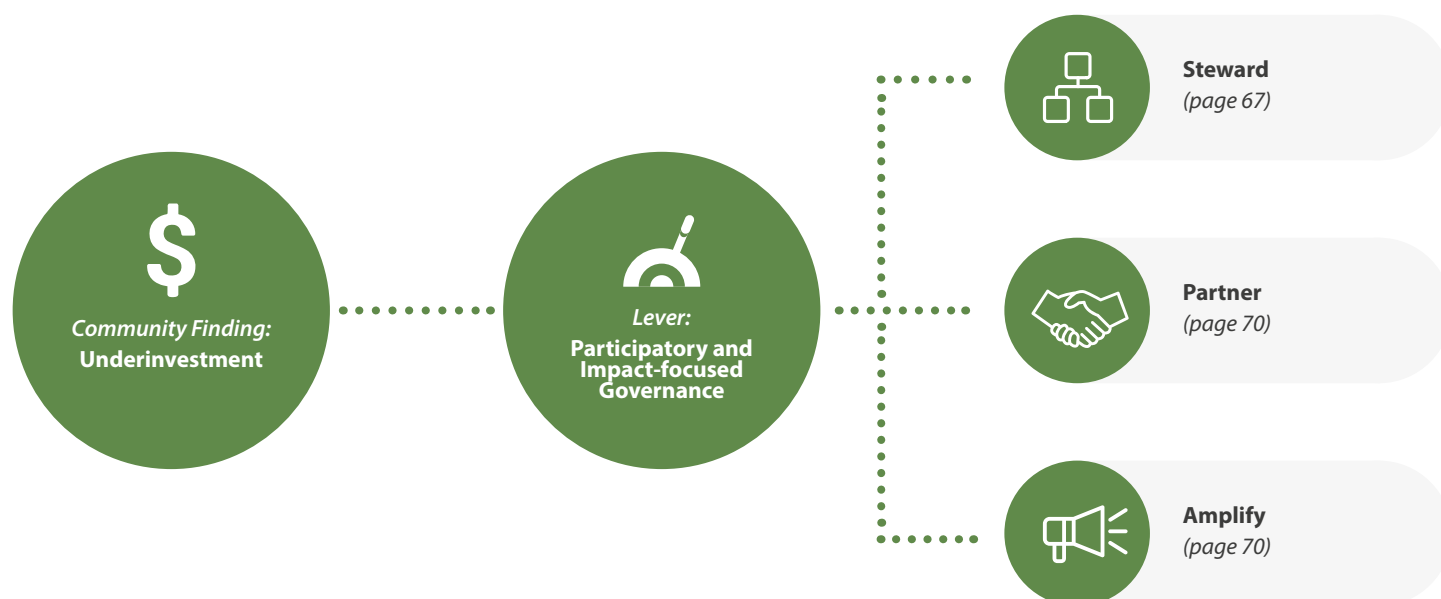 Community Finding:
Underinvestment
Lever:
Participatory and
Impact-focused
Governance
Steward
(page 67)
Partner
(page 70)
Amplify
(page 70)